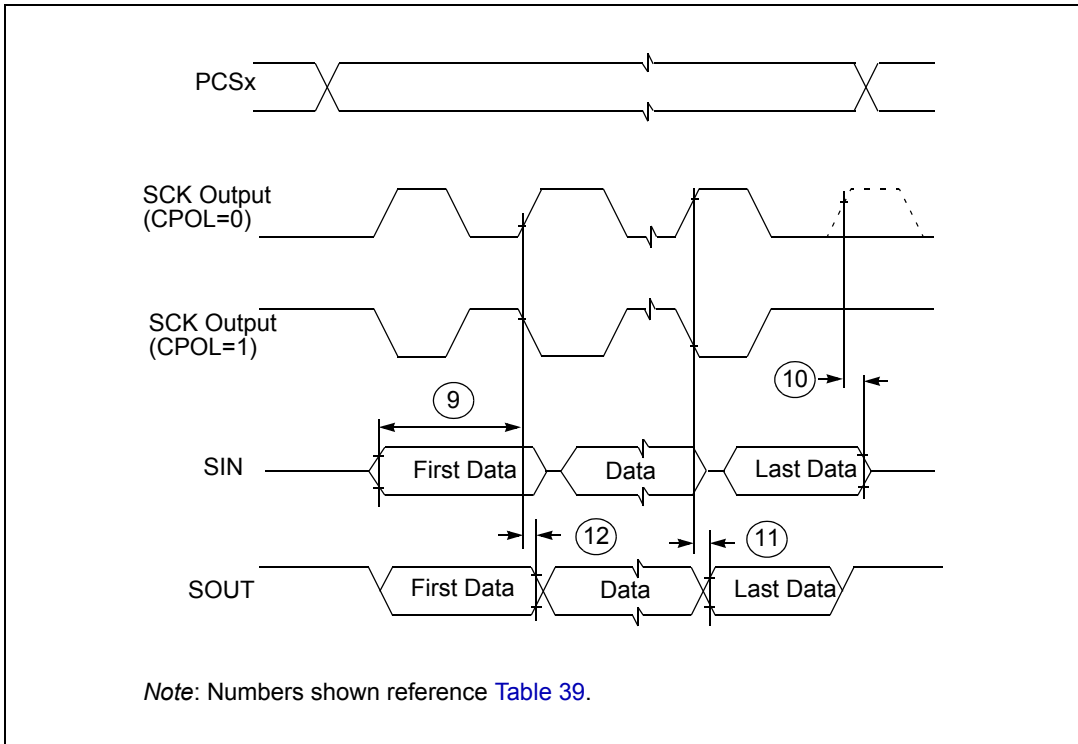 PCSx
SCK Output
(CPOL=0)
SCK Output
(CPOL=1)
10
9
SIN
First Data
Data
Last Data
12
11
SOUT
First Data
Data
Last Data
Note: Numbers shown reference Table 39.